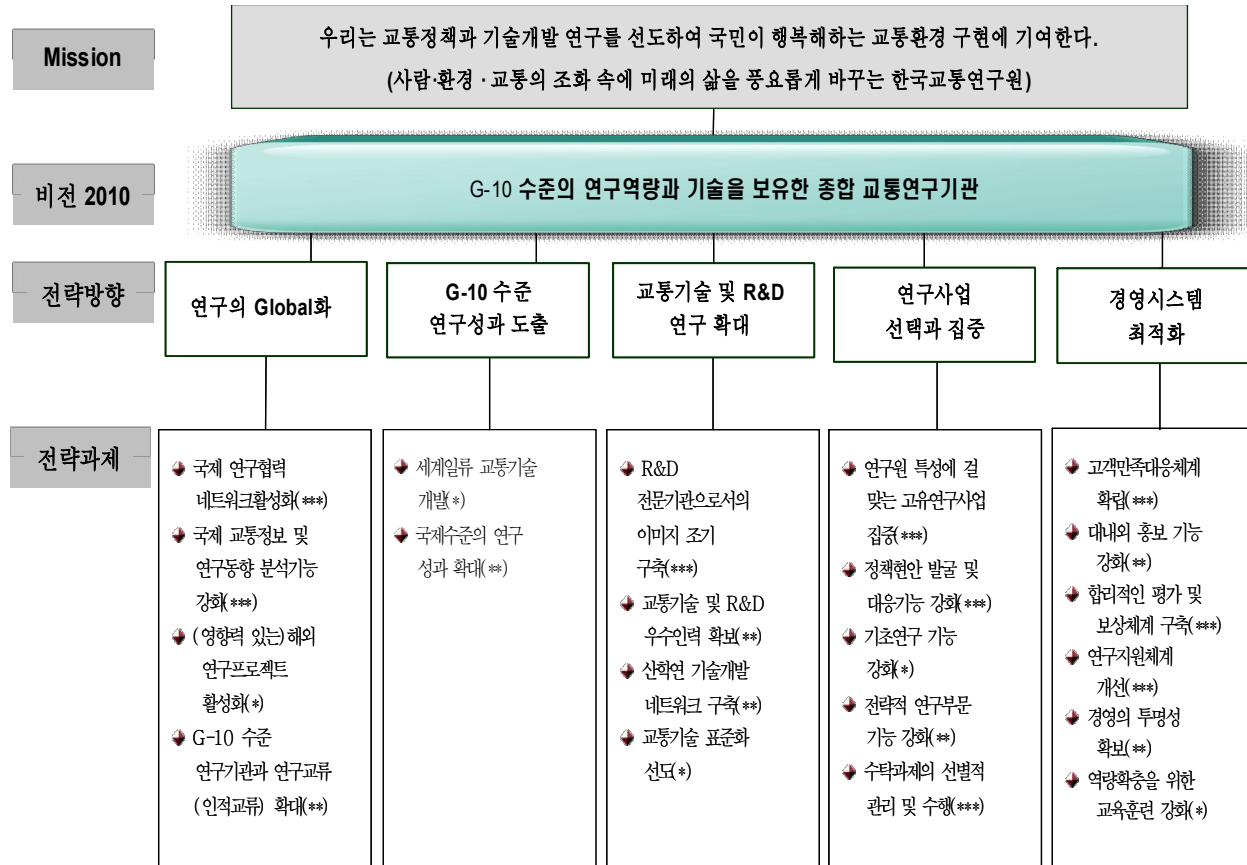 Mission
우리는 교통정책과 기술개발 연구를 선도하여 국민이 행복해하는 교통환경 구현에 기여한다.
(사람·환경·교통의 조화 속에 미래의 삶을 풍요롭게 바꾸는 한국교통연구원)
비전 2010
G-10 수준의 연구역량과 기술을 보유한 종합 교통연구기관
전략방향
연구의 Global화
G-10 수준
연구성과 도출
교통기술 및 R&D
연구 확대
연구사업
선택과 집중
경영시스템
최적화
전략과제
국제 연구협력
네트워크활성화(***)
국제 교통정보 및
연구동향 분석기능
강화(***)
(영향력 있는)해외
연구프로젝트
활성화(*)
G-10 수준
연구기관과 연구교류
(인적교류) 확대(**)
세계일류 교통기술
개발(*)
국제수준의 연구
성과 확대(**)
R&D
전문기관으로서의
이미지 조기
구축(***)
교통기술 및 R&D
우수인력 확보(**)
산학연 기술개발
네트워크 구축(**)
교통기술 표준화
선도(*)
연구원 특성에 걸
맞는 고유연구사업
집중(***)
정책현안 발굴 및
대응기능 강화(***)
기초연구 기능
강화(*)
전략적 연구부문
기능 강화(**)
수탁과제의 선별적
관리 및 수행(***)
고객만족대응체계
확립(***)
대내외 홍보 기능
강화(**)
합리적인 평가 및
보상체계 구축(***)
연구지원체계
개선(***)
경영의 투명성
확보(**)
역량확충을 위한
교육훈련 강화(*)